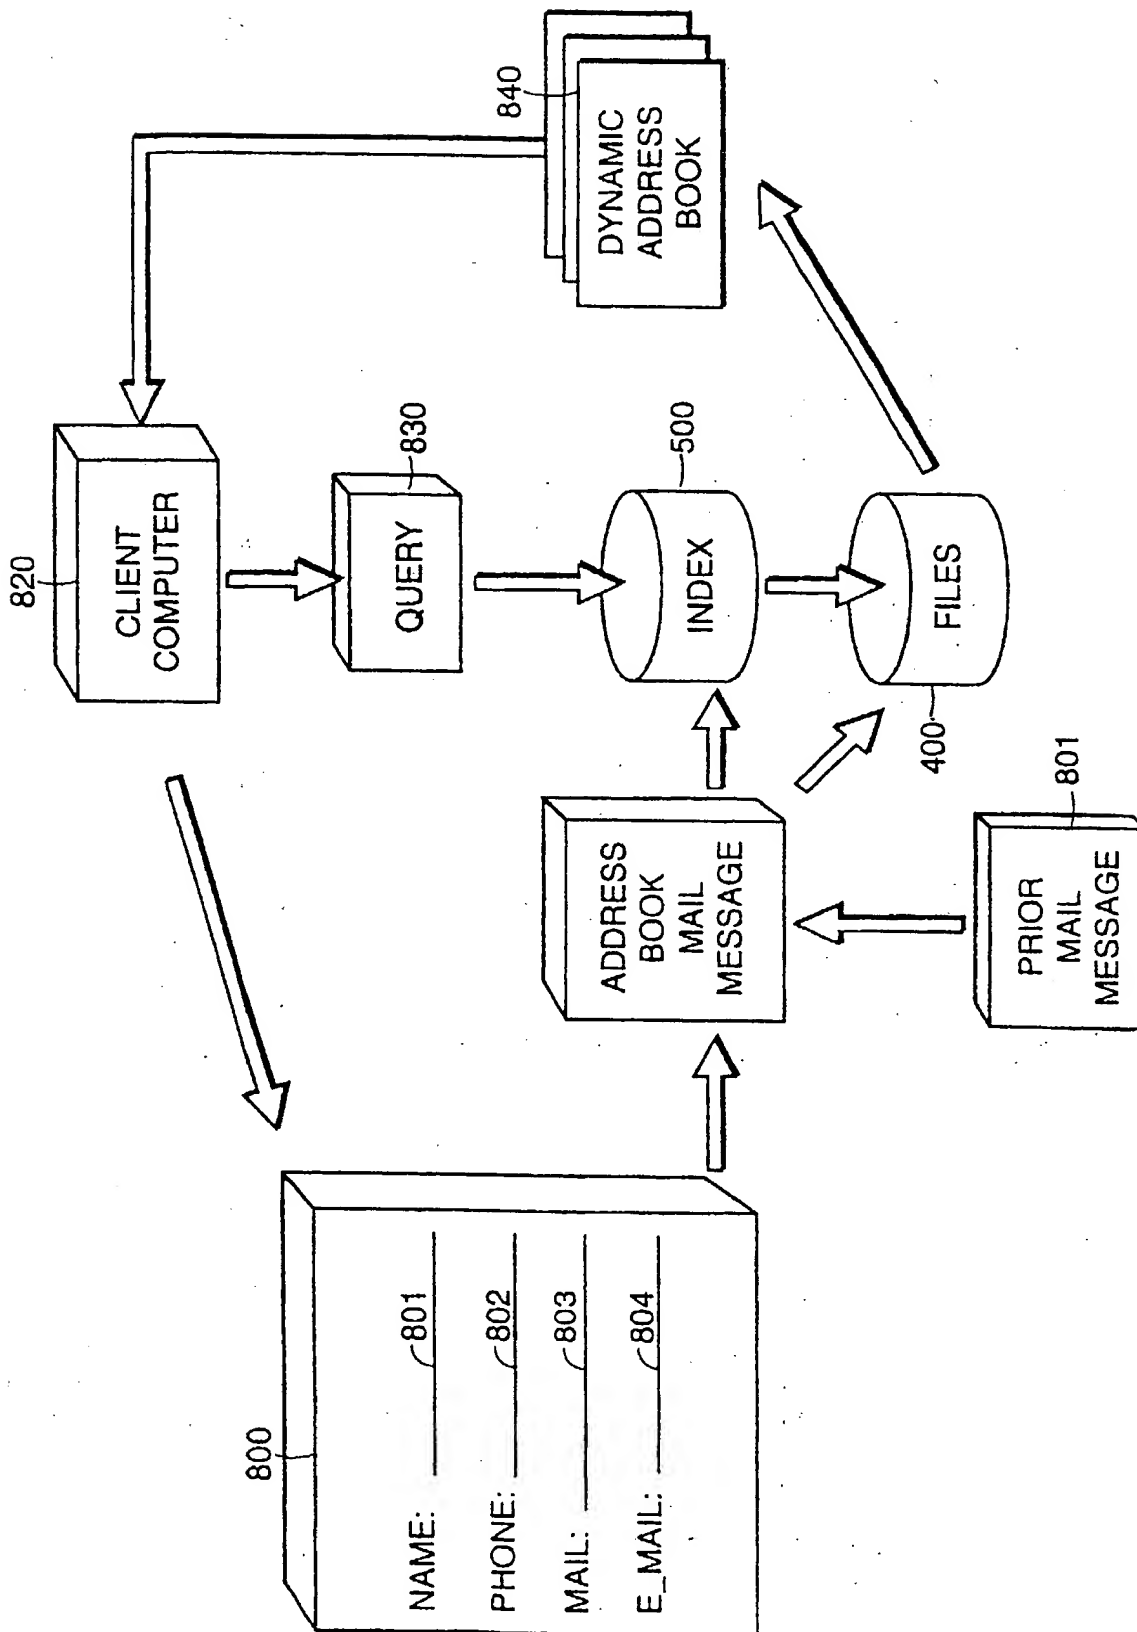 820
CLIENT
COMPUTER
840
DYNAMIC
ADDRESS
BOOK
830
QUERY
500
INDEX
400
FILES
800
NAME: 801
PHONE: 802
MAIL: 803
E_MAIL: 804
ADDRESS
BOOK
MAIL
MESSAGE
801
PRIOR
MAIL
MESSAGE